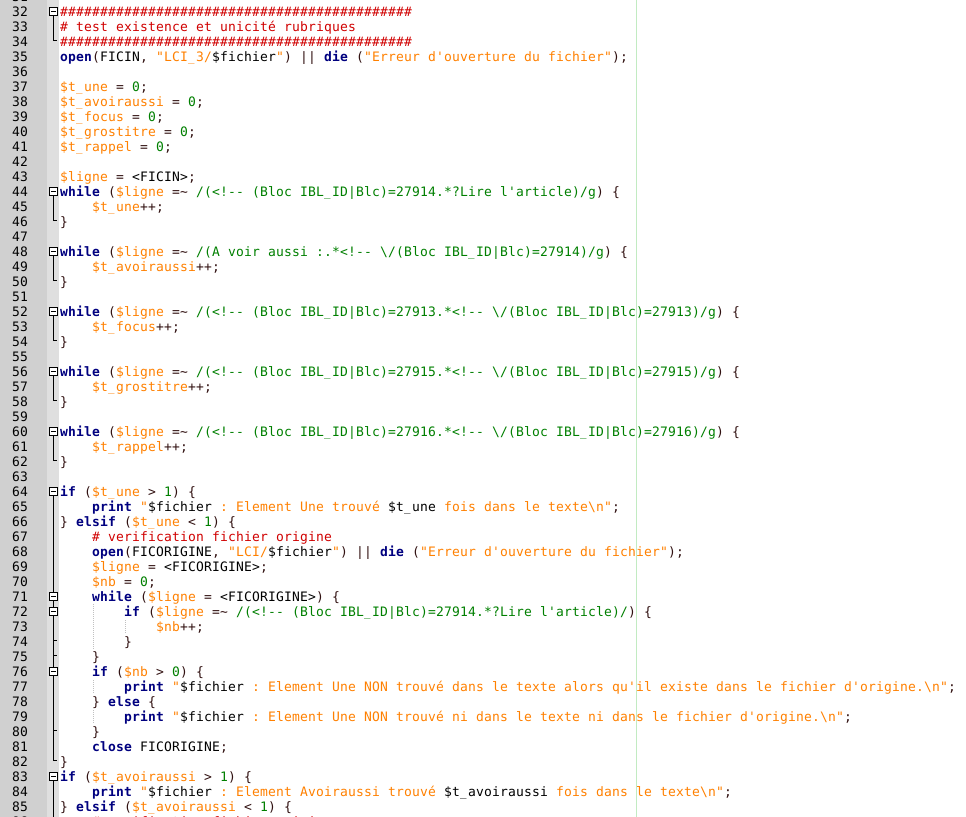 32 ############################################
33 # test existence et unicité rubriques
34 ############################################
35 open(FICIN, "LCI_3/$fichier") || die ("Erreur d'ouverture du fichier");
36
37 $t_une = 0;
38 $t_avoiraussi = 0;
39 $t_focus = 0;
40 $t_grostitre = 0;
41 $t_rappel = 0;
42
43 $ligne = <FICIN>;
44 while ($ligne =~ /(<!-- (Bloc IBL_ID|Blc)=27914.*?Lire l'article)/g) {
45     $t_une++;
46 }
47
48 while ($ligne =~ /(A voir aussi :.*<!-- \/(Bloc IBL_ID|Blc)=27914)/g) {
49     $t_avoiraussi++;
50 }
51
52 while ($ligne =~ /(<!-- (Bloc IBL_ID|Blc)=27913.*<!-- \/(Bloc IBL_ID|Blc)=27913)/g) {
53     $t_focus++;
54 }
55
56 while ($ligne =~ /(<!-- (Bloc IBL_ID|Blc)=27915.*<!-- \/(Bloc IBL_ID|Blc)=27915)/g) {
57     $t_grostitre++;
58 }
59
60 while ($ligne =~ /(<!-- (Bloc IBL_ID|Blc)=27916.*<!-- \/(Bloc IBL_ID|Blc)=27916)/g) {
61     $t_rappel++;
62 }
63
64 if ($t_une > 1) {
65     print "$fichier : Element Une trouvé $t_une fois dans le texte\n";
66 } elsif ($t_une < 1) {
67     # verification fichier origine
68     open(FICORIGINE, "LCI/$fichier") || die ("Erreur d'ouverture du fichier");
69     $ligne = <FICORIGINE>;
70     $nb = 0;
71     while ($ligne = <FICORIGINE>) {
72         if ($ligne =~ /(<!-- (Bloc IBL_ID|Blc)=27914.*?Lire l'article)/) {
73             $nb++;
74         }
75     }
76     if ($nb > 0) {
77         print "$fichier : Element Une NON trouvé dans le texte alors qu'il existe dans le fichier d'origine.\n";
78     } else {
79         print "$fichier : Element Une NON trouvé ni dans le texte ni dans le fichier d'origine.\n";
80     }
81     close FICORIGINE;
82 }
83 if ($t_avoiraussi > 1) {
84     print "$fichier : Element Avoiraussi trouvé $t_avoiraussi fois dans le texte\n";
85 } elsif ($t_avoiraussi < 1) {